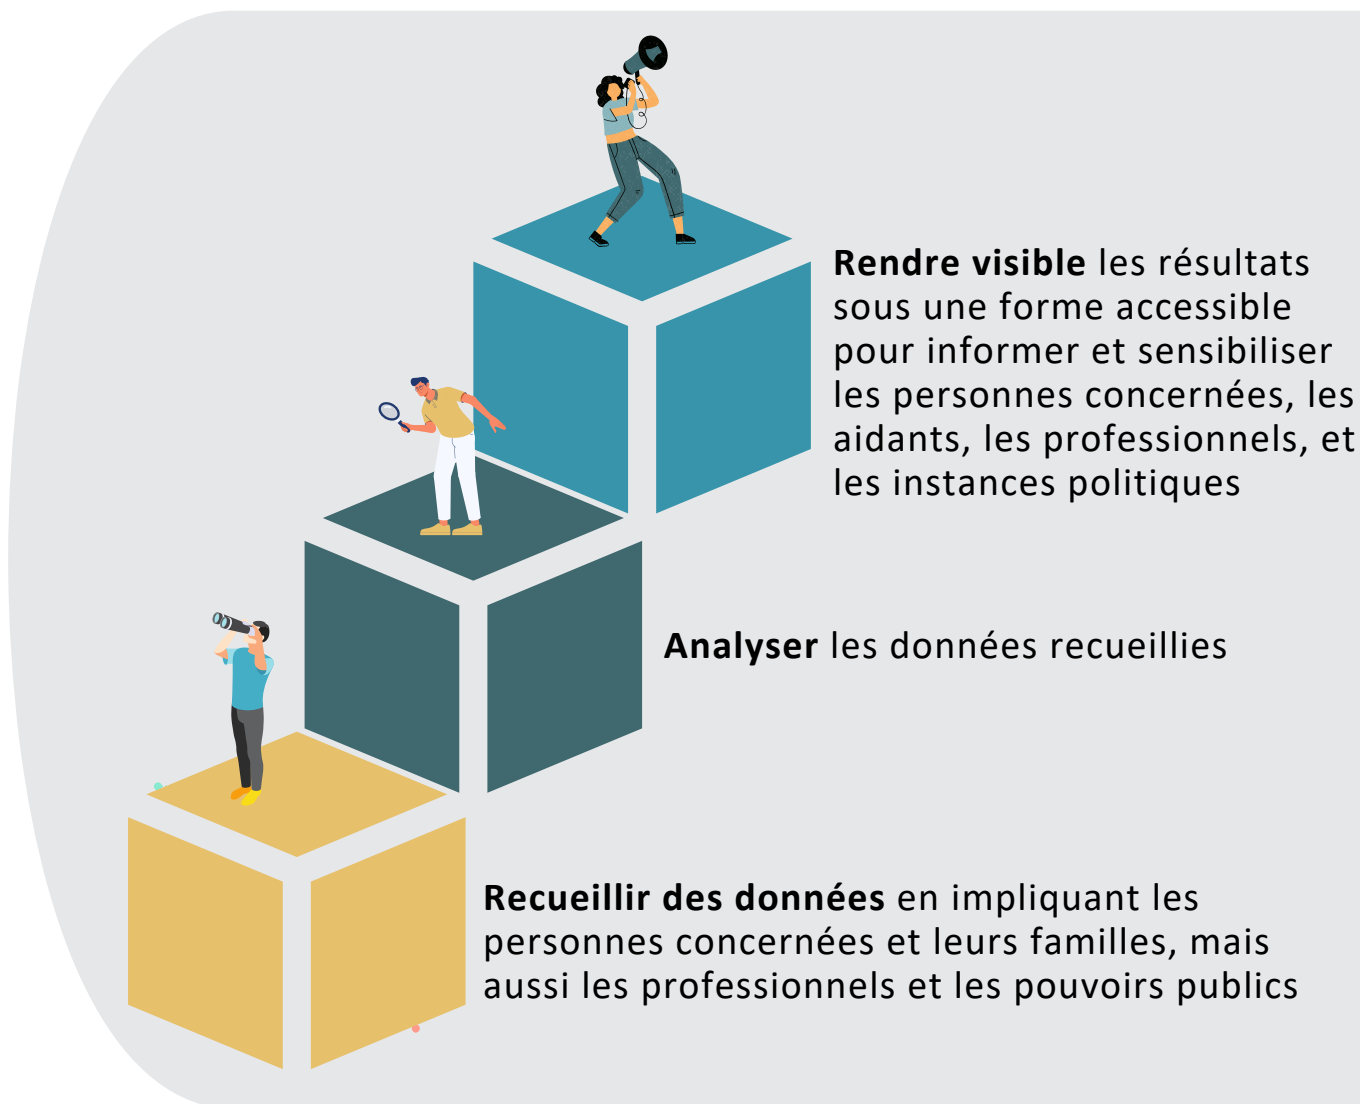 Rendre visible les résultats
sous une forme accessible
pour informer et sensibiliser
les personnes concernées, les
aidants, les professionnels, et
les instances politiques
Analyser les données recueillies
Recueillir des données en impliquant les
personnes concernées et leurs familles, mais
aussi les professionnels et les pouvoirs publics